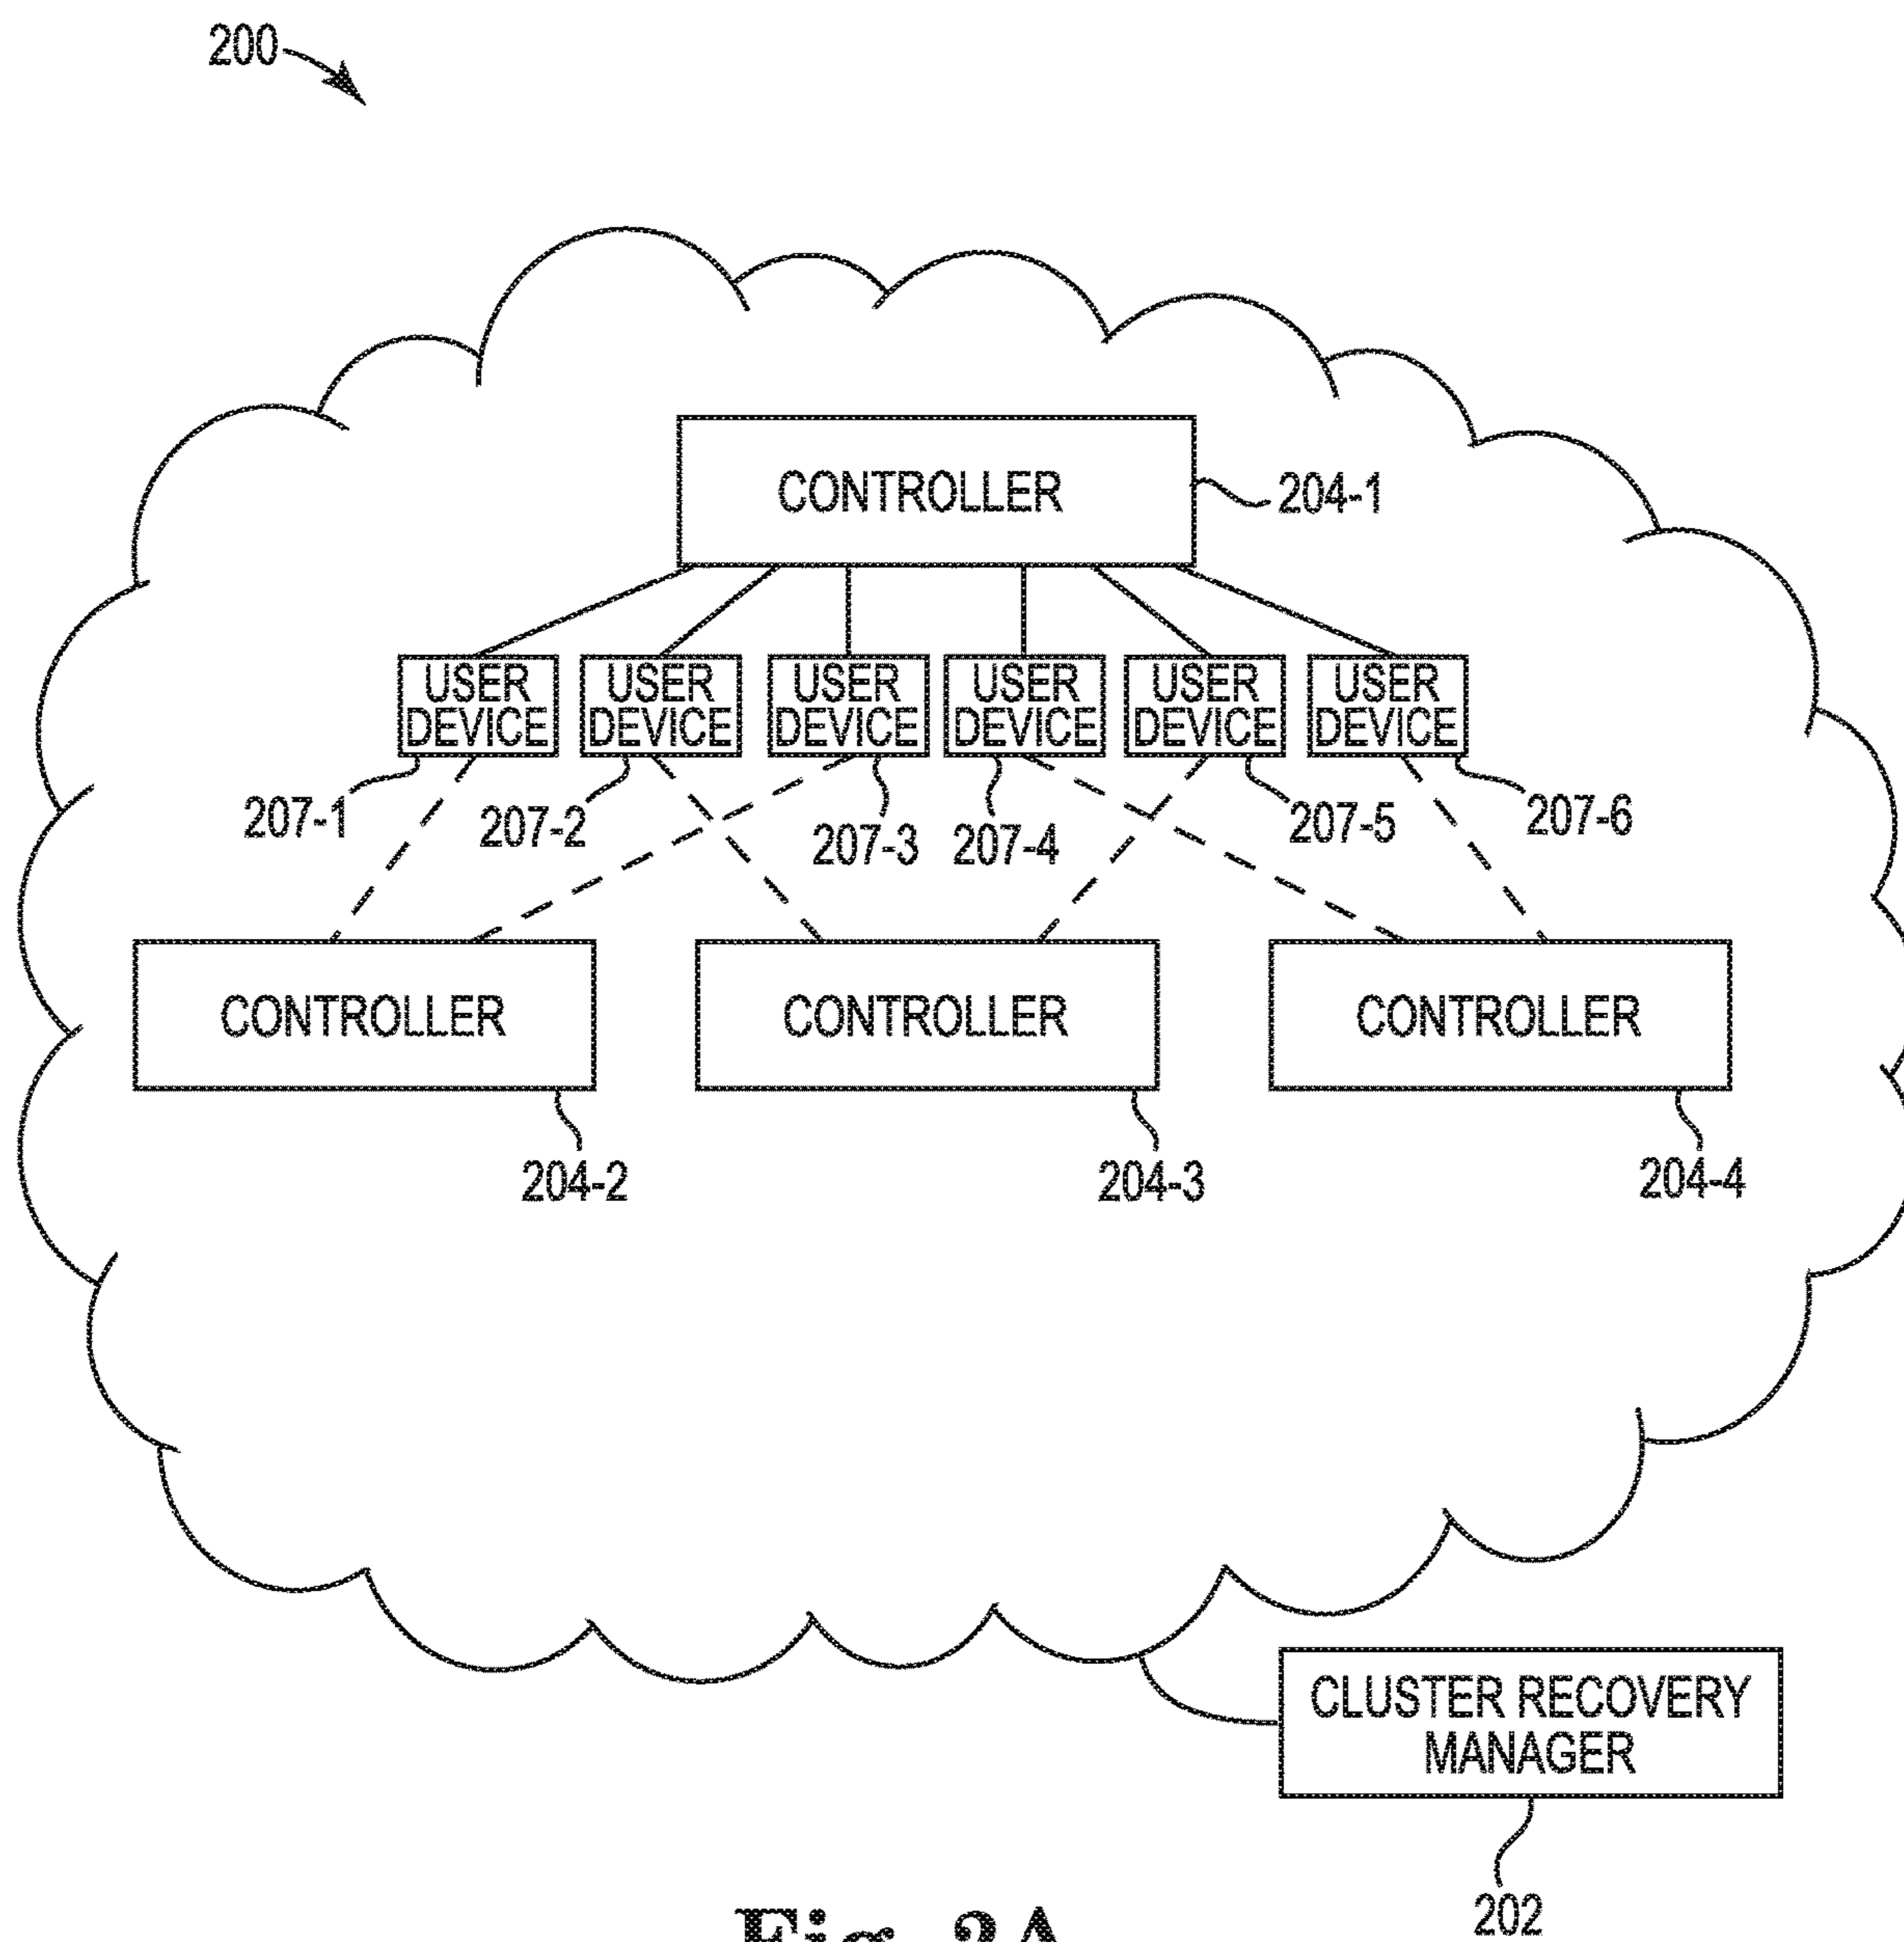 200
CONTROLLER
204-1
USER DEVICE
USER DEVICE
USER DEVICE
USER DEVICE
USER DEVICE
USER DEVICE
207-1
207-2
207-3
207-4
207-5
207-6
CONTROLLER
CONTROLLER
CONTROLLER
204-2
204-3
204-4
CLUSTER RECOVERY
MANAGER
202
Fig. 2A